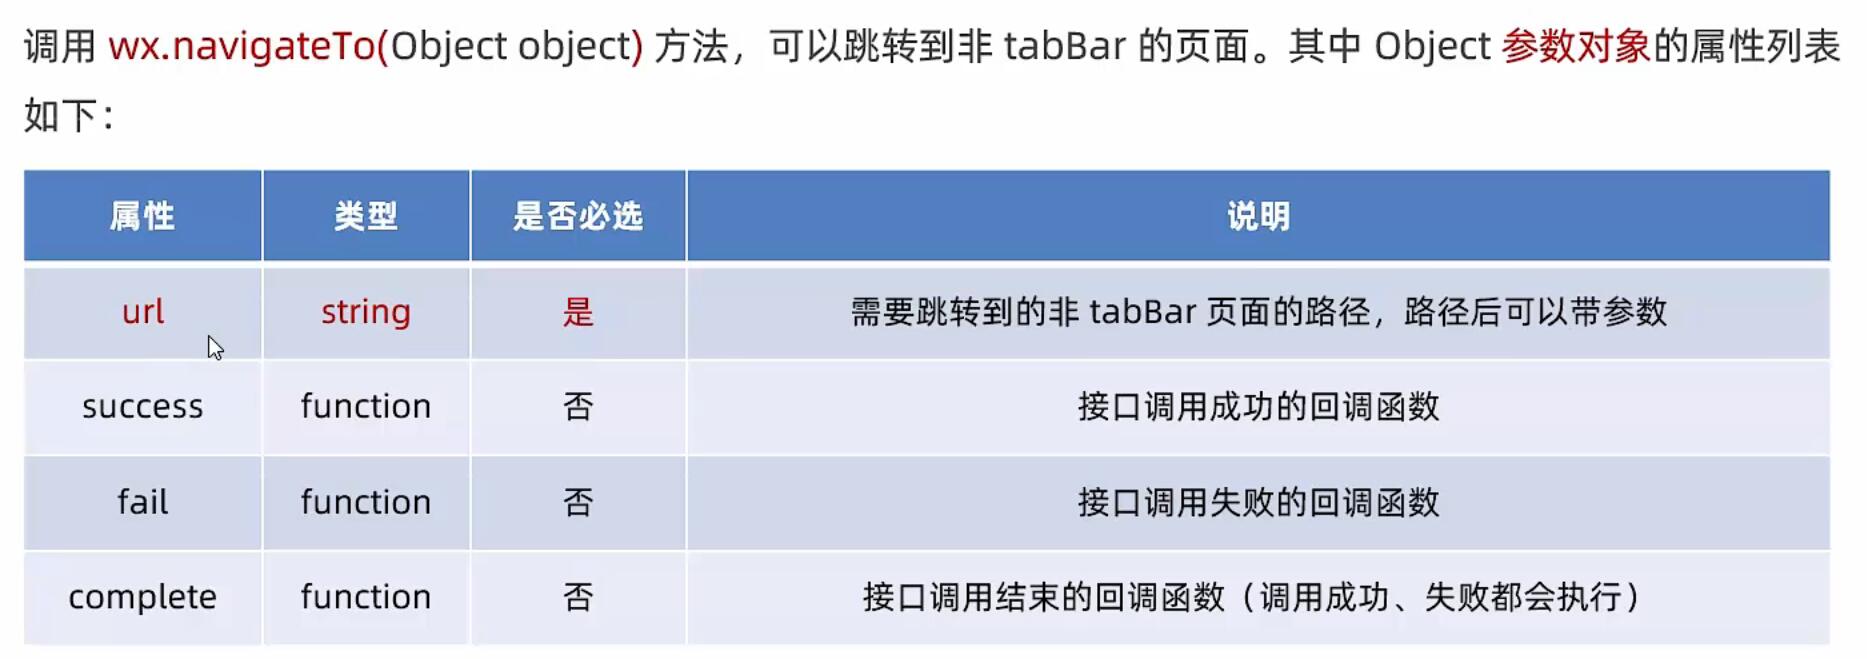 调用 wx.navigateTo(Object object) 方法，可以跳转到非 tabBar 的页面。其中 Object 参数对象的属性列表
如下：
属性 类型 是否必选 说明
url string 是 需要跳转到的非 tabBar 页面的路径，路径后可以带参数
success function 否 接口调用成功的回调函数
fail function 否 接口调用失败的回调函数
complete function 否 接口调用结束的回调函数（调用成功、失败都会执行）